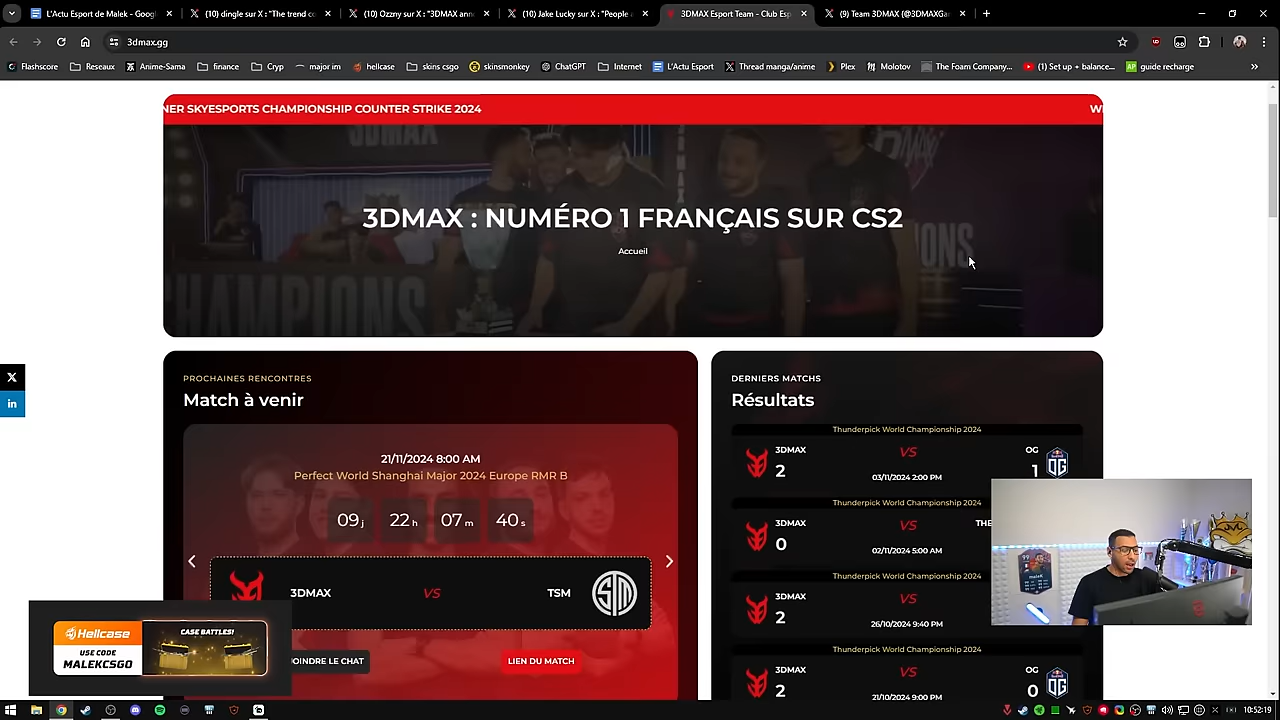 L'Actu Esport de Malek - Googl
(10) dingle sur X : "The trend c
(10) Ozzny sur X : "3DMAX ann
(10) Jake Lucky sur X : "People a
3DMAX Esport Team - Club Esp
(9) Team 3DMAX (@3DMAXGa
3dmax.gg
Flashscore
Reseaux
Anime-Sama
finance
Cryp
major im
hellcase
skins csgo
skinsmonkey
ChatGPT
Internet
L'Actu Esport
Thread manga/anime
Plex
Molotov
The Foam Company...
(1) Set up + balance...
guide recharge
NER SKYESPORTS CHAMPIONSHIP COUNTER STRIKE 2024
3DMAX : NUMÉRO 1 FRANÇAIS SUR CS2
Accueil
PROCHAINES RENCONTRES
Match à venir
21/11/2024 8:00 AM
Perfect World Shanghai Major 2024 Europe RMR B
09 j 22 h 07 m 40 s
3DMAX VS TSM
OINDRE LE CHAT
LIEN DU MATCH
DERNIERS MATCHS
Résultats
Thunderpick World Championship 2024
3DMAX VS OG
2 1
03/11/2024 2:00 PM
Thunderpick World Championship 2024
3DMAX VS THE
0
02/11/2024 5:00 AM
Thunderpick World Championship 2024
3DMAX VS
2
26/10/2024 9:40 PM
Thunderpick World Championship 2024
3DMAX VS OG
2 0
21/10/2024 9:00 PM
Hellcase
USE CODE
MALEKCSGO
CASE BATTLES!
10:52:19